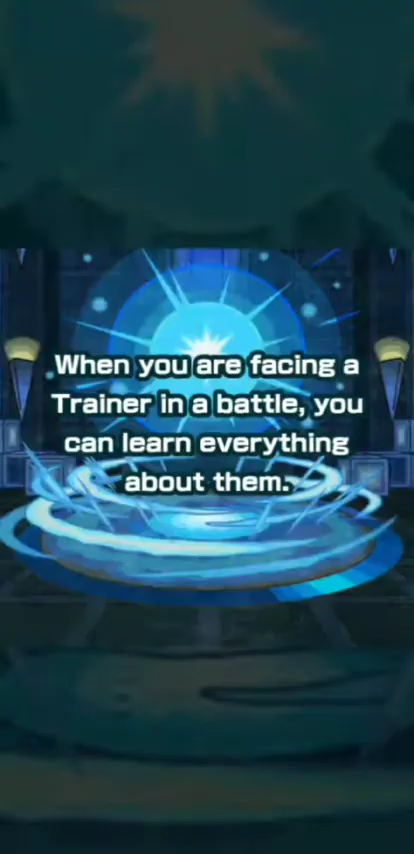 When you are facing a
Trainer in a battle, you
can learn everything
about them.